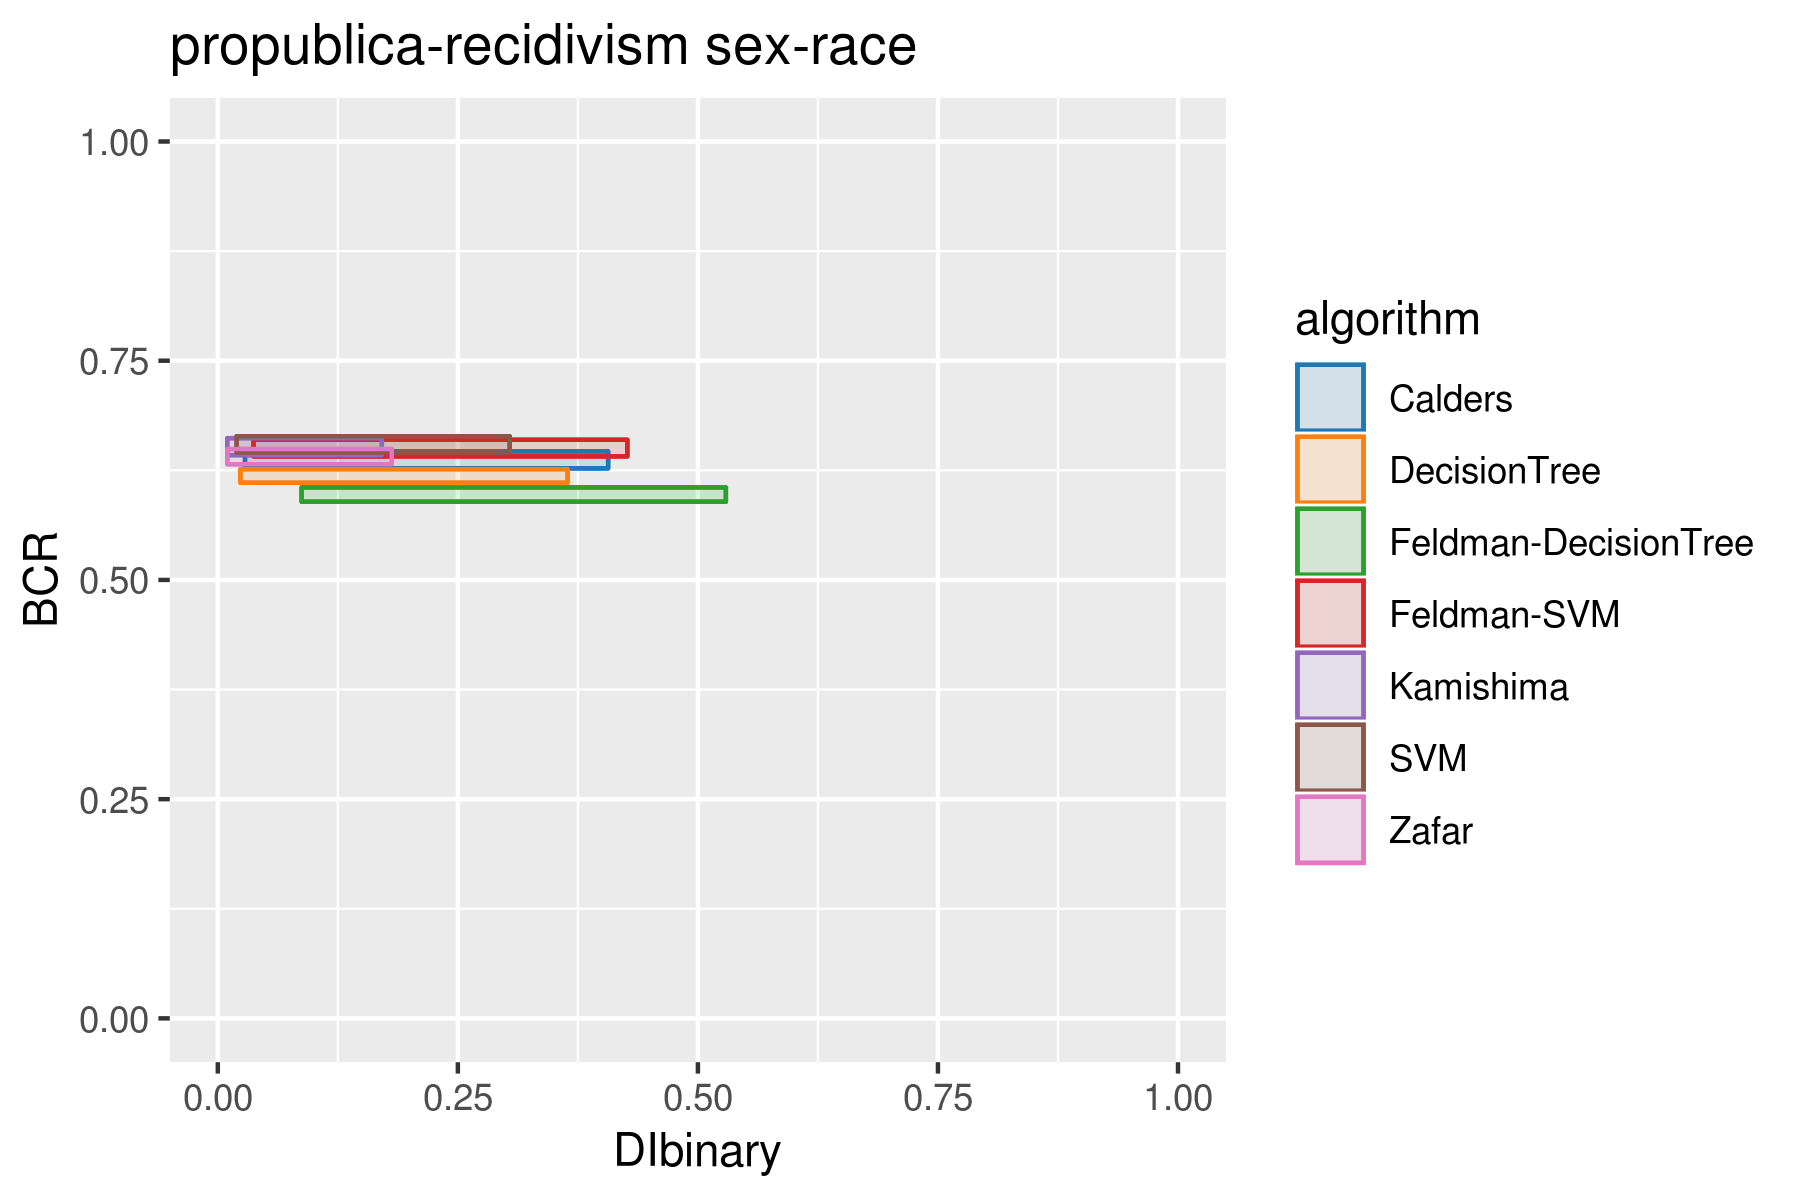 propublica-recidivism sex-race
BCR
1.00
0.75
0.50
0.25
0.00
0.00 0.25 0.50 0.75 1.00
DIbinary
algorithm
Calders
DecisionTree
Feldman-DecisionTree
Feldman-SVM
Kamishima
SVM
Zafar